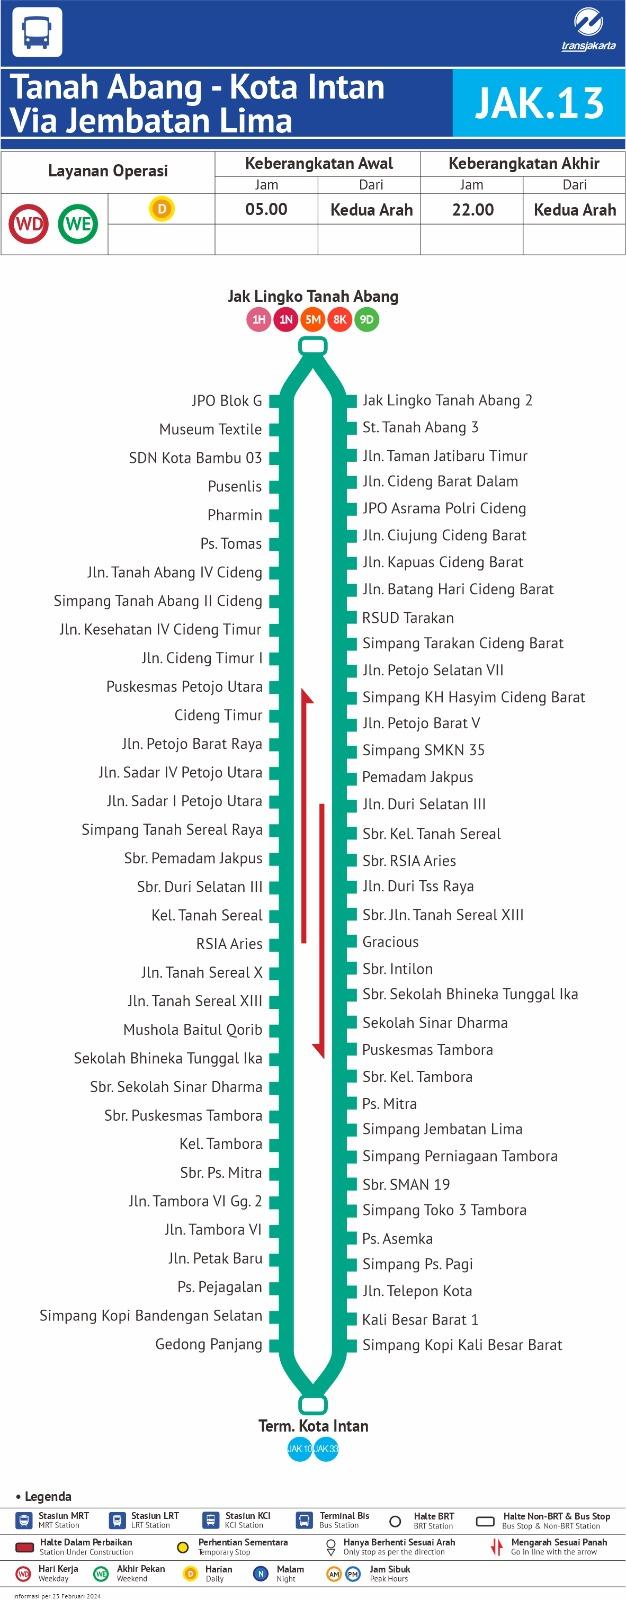 transjakarta
Tanah Abang - Kota Intan
Via Jembatan Lima
JAK.13
Layanan Operasi
Keberangkatan Awal
Keberangkatan Akhir
Jam
Dari
Jam
Dari
WD
WE
D
05.00
Kedua Arah
22.00
Kedua Arah
Jak Lingko Tanah Abang
1H 1N 5M 8K 9D
JPO Blok G
Museum Textile
SDN Kota Bambu 03
Pusenlis
Pharmin
Ps. Tomas
Jln. Tanah Abang IV Cideng
Simpang Tanah Abang II Cideng
Jln. Kesehatan IV Cideng Timur
Jln. Cideng Timur I
Puskesmas Petojo Utara
Cideng Timur
Jln. Petojo Barat Raya
Jln. Sadar IV Petojo Utara
Jln. Sadar I Petojo Utara
Simpang Tanah Sereal Raya
Sbr. Pemadam Jakpus
Sbr. Duri Selatan III
Kel. Tanah Sereal
RSIA Aries
Jln. Tanah Sereal X
Jln. Tanah Sereal XIII
Mushola Baitul Qorib
Sekolah Bhineka Tunggal Ika
Sbr. Sekolah Sinar Dharma
Sbr. Puskesmas Tambora
Kel. Tambora
Sbr. Ps. Mitra
Jln. Tambora VI Gg. 2
Jln. Tambora VI
Jln. Petak Baru
Ps. Pejagalan
Simpang Kopi Bandengan Selatan
Gedong Panjang
Jak Lingko Tanah Abang 2
St. Tanah Abang 3
Jln. Taman Jatibaru Timur
Jln. Cideng Barat Dalam
JPO Asrama Polri Cideng
Jln. Ciujung Cideng Barat
Jln. Kapuas Cideng Barat
Jln. Batang Hari Cideng Barat
RSUD Tarakan
Simpang Tarakan Cideng Barat
Jln. Petojo Selatan VII
Simpang KH Hasyim Cideng Barat
Jln. Petojo Barat V
Simpang SMKN 35
Pemadam Jakpus
Jln. Duri Selatan III
Sbr. Kel. Tanah Sereal
Sbr. RSIA Aries
Jln. Duri Tss Raya
Sbr. Jln. Tanah Sereal XIII
Gracious
Sbr. Intilon
Sbr. Sekolah Bhineka Tunggal Ika
Sekolah Sinar Dharma
Puskesmas Tambora
Sbr. Kel. Tambora
Ps. Mitra
Simpang Jembatan Lima
Simpang Perniagaan Tambora
Sbr. SMAN 19
Simpang Toko 3 Tambora
Ps. Asemka
Simpang Ps. Pagi
Jln. Telepon Kota
Kali Besar Barat 1
Simpang Kopi Kali Besar Barat
Term. Kota Intan
JAK.10 JAK.33
• Legenda
Stasiun MRT
MRT Station
Stasiun LRT
LRT Station
Stasiun KCI
KCI Station
Terminal Bis
Bus Station
Halte BRT
BRT Station
Halte Non-BRT & Bus Stop
Bus Stop & Non-BRT Station
Halte Dalam Perbaikan
Station Under Construction
Perhentian Sementara
Temporary Stop
Hanya Berhenti Sesuai Arah
Only stop as per the direction
Mengarah Sesuai Panah
Go in line with the arrow
WD
Hari Kerja
Weekday
WE
Akhir Pekan
Weekend
D
Harian
Daily
N
Malam
Night
AM PM
Jam Sibuk
Peak Hours
Informasi per 25 Februari 2024